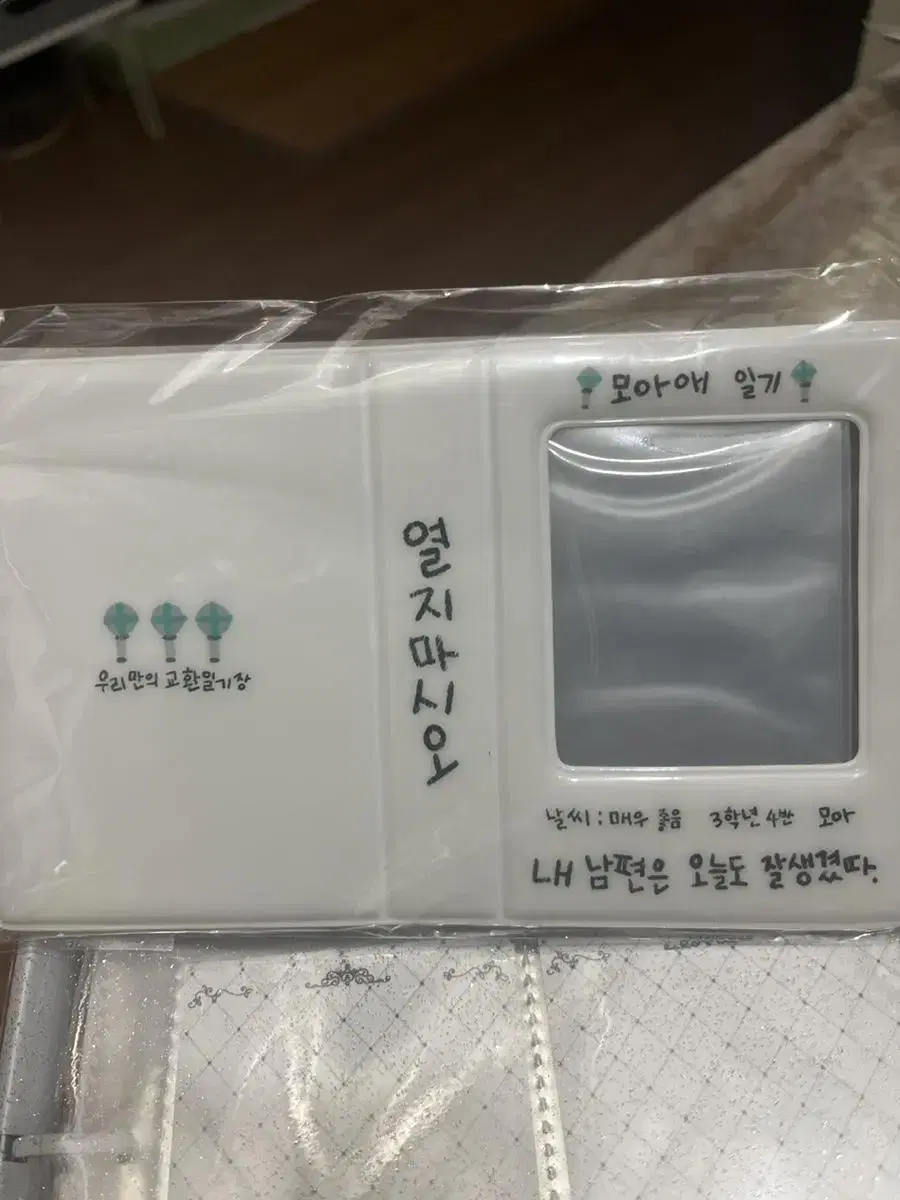 우리만의 교환일기장
열지마시오
모아애 일기
날씨 : 매우 좋음 3학년 4반 모아
내 남편은 오늘도 잘생겼따.